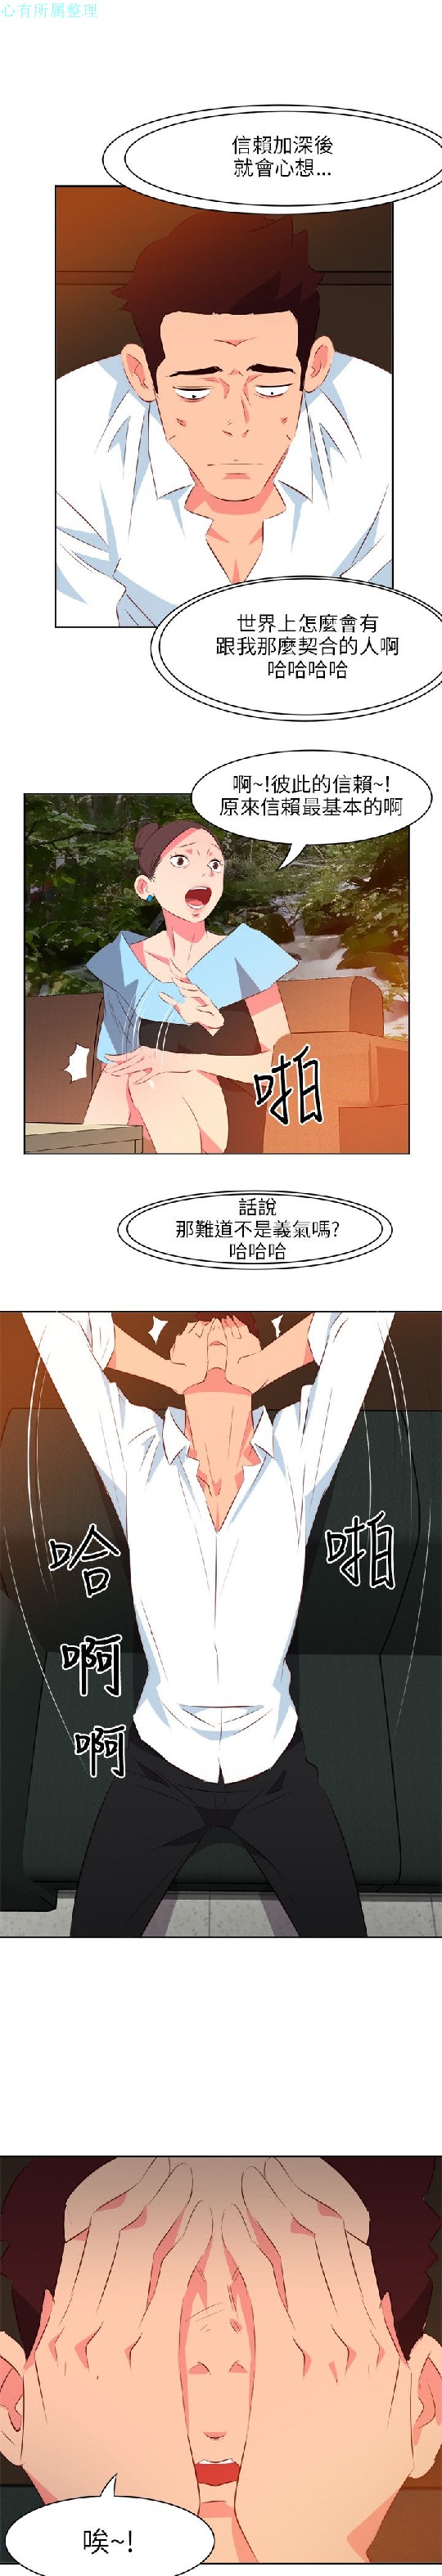 心有所属整理
信賴加深後
就會心想...
世界上怎麼會有
跟我那麼契合的人啊
哈哈哈哈
啊~!彼此的信賴~!
原來信賴最基本的啊
啪
話說
那難道不是義氣嗎?
哈哈哈
哈
啊
啊
啪
唉~!